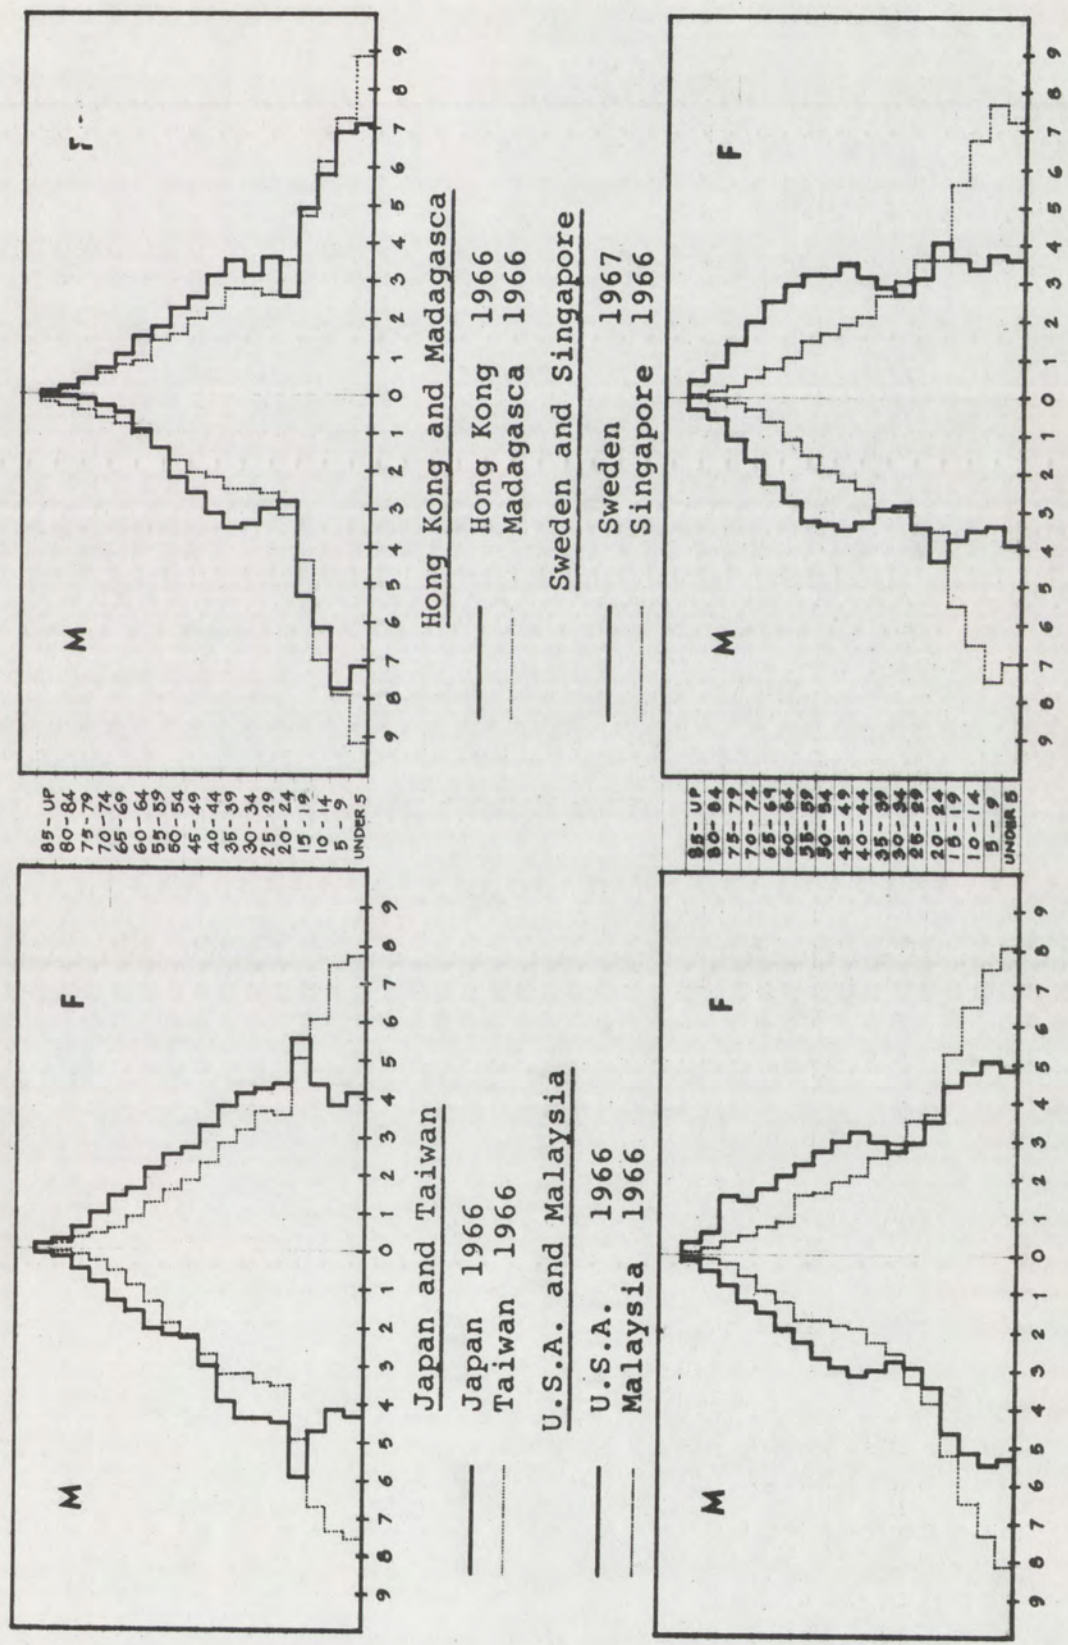 M F
85-UP
80-84
75-79
70-74
65-69
60-64
55-59
50-54
45-49
40-44
35-39
30-34
25-29
20-24
15-19
10-14
5-9
UNDER 5
M F
9 8 7 6 5 4 3 2 1 0 1 2 3 4 5 6 7 8 9
9 8 7 6 5 4 3 2 1 0 1 2 3 4 5 6 7 8 9
Japan and Taiwan
Japan 1966
Taiwan 1966
U.S.A. and Malaysia
U.S.A. 1966
Malaysia 1966
Hong Kong and Madagasca
Hong Kong 1966
Madagasca 1966
Sweden and Singapore
Sweden 1967
Singapore 1966
M F
85-UP
80-84
75-79
70-74
65-69
60-64
55-59
50-54
45-49
40-44
35-39
30-34
25-29
20-24
15-19
10-14
5-9
UNDER 5
M F
9 8 7 6 5 4 3 2 1 0 1 2 3 4 5 6 7 8 9
9 8 7 6 5 4 3 2 1 0 1 2 3 4 5 6 7 8 9